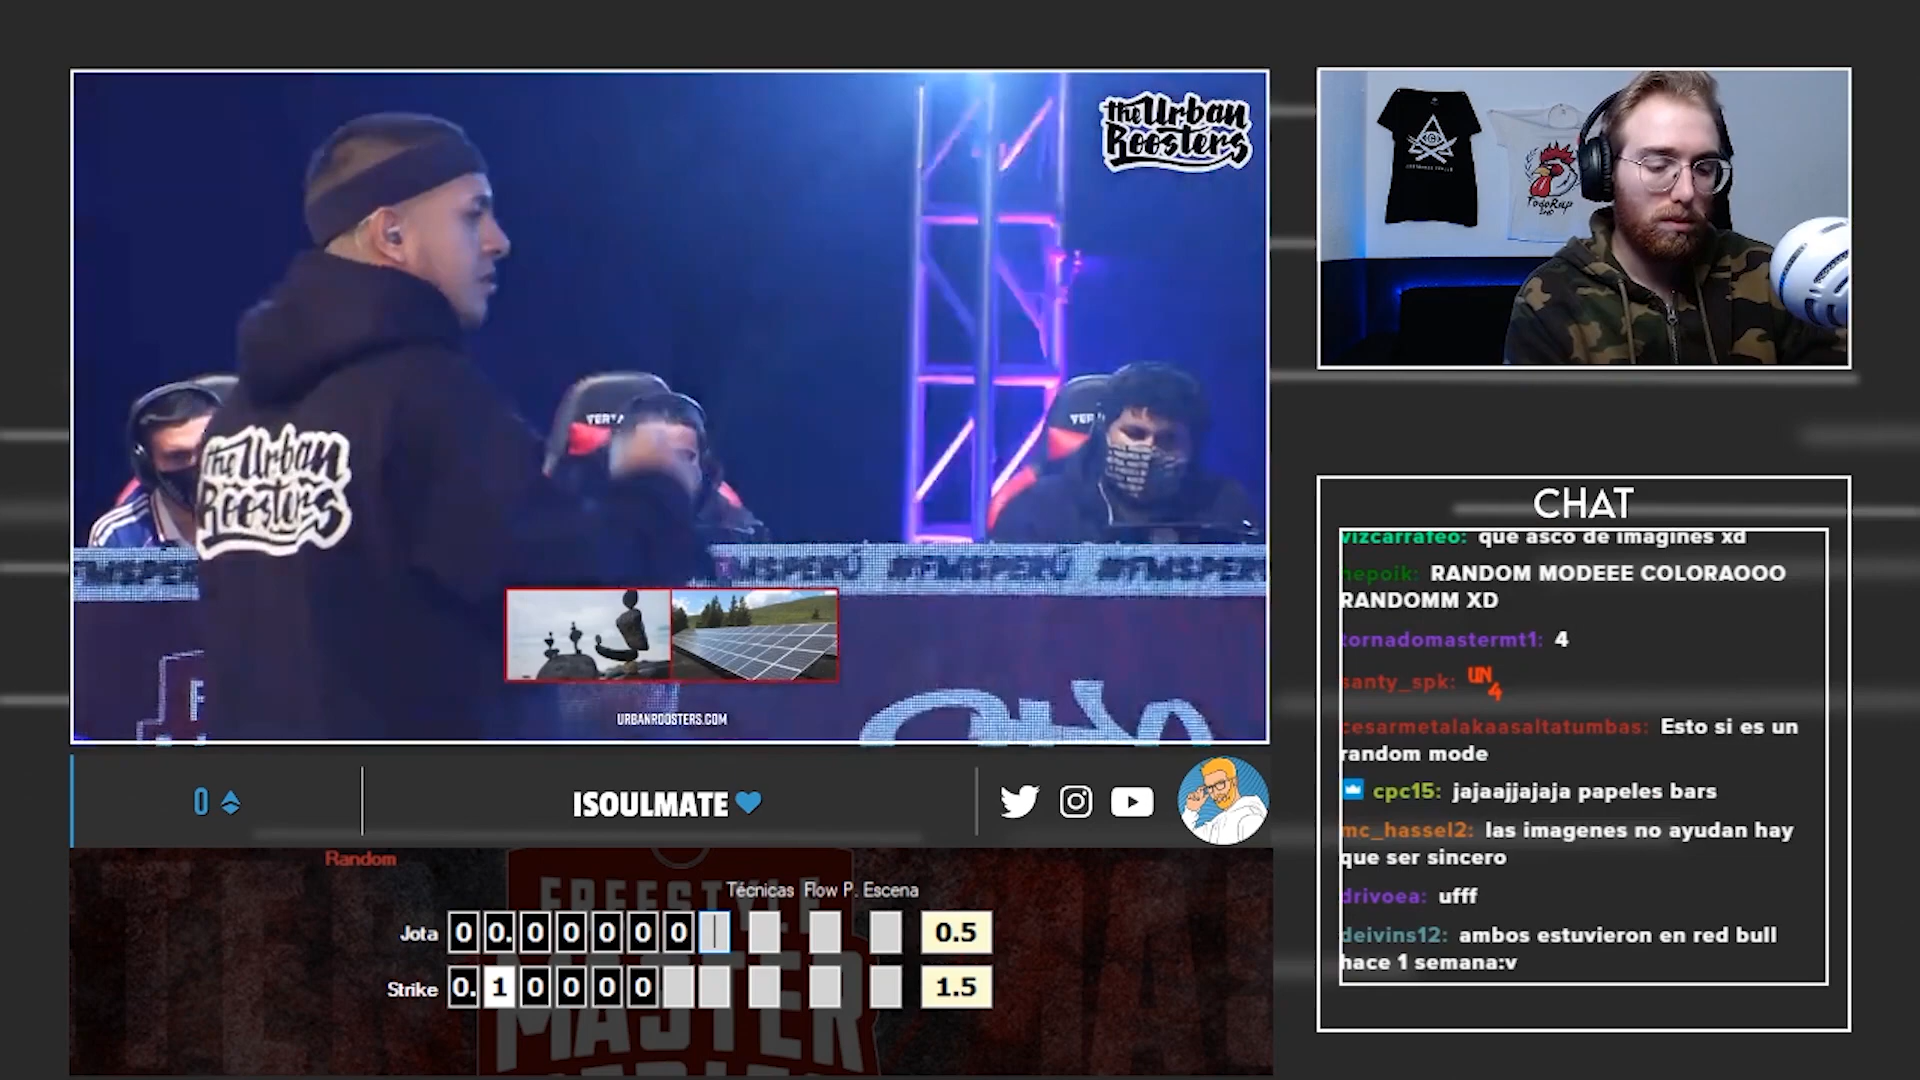 the Urban
Roosters
TodoRap
the Urban
Roosters
#FMSPERÚ
#FMSPERÚ
URBANROOSTERS.COM
CHAT
vizcarrateo: que asco de imagines xd
nepoik: RANDOM MODEEE COLORAOOO
RANDOMM XD
tornadomastermt1: 4
santy_spk: UN 4
cesarmetalakaasaltatumbas: Esto si es un
random mode
cpc15: jajaajjajaja papeles bars
mc_hassel2: las imagenes no ayudan hay
que ser sincero
drivoea: ufff
deivins12: ambos estuvieron en red bull
hace 1 semana:v
0
ISOULMATE
Random
Técnicas Flow P. Escena
Jota 0 0. 0 0 0 0 0 0.5
Strike 0. 1 0 0 0 0 1.5
FREESTYLE
MASTER